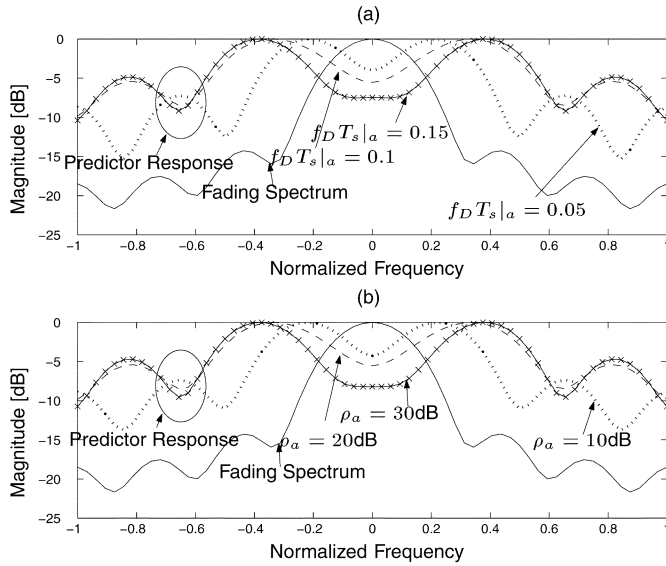 (a)
0
−5
−10
−15
−20
−25
Magnitude [dB]
f_D T_s|_a = 0.15
f_D T_s|_a = 0.1
Predictor Response
Fading Spectrum
f_D T_s|_a = 0.05
−1 −0.8 −0.6 −0.4 −0.2 0 0.2 0.4 0.6 0.8 1
Normalized Frequency
(b)
0
−5
−10
−15
−20
−25
Magnitude [dB]
ρ_a = 30dB
Predictor Response
ρ_a = 20dB
ρ_a = 10dB
Fading Spectrum
−1 −0.8 −0.6 −0.4 −0.2 0 0.2 0.4 0.6 0.8 1
Normalized Frequency